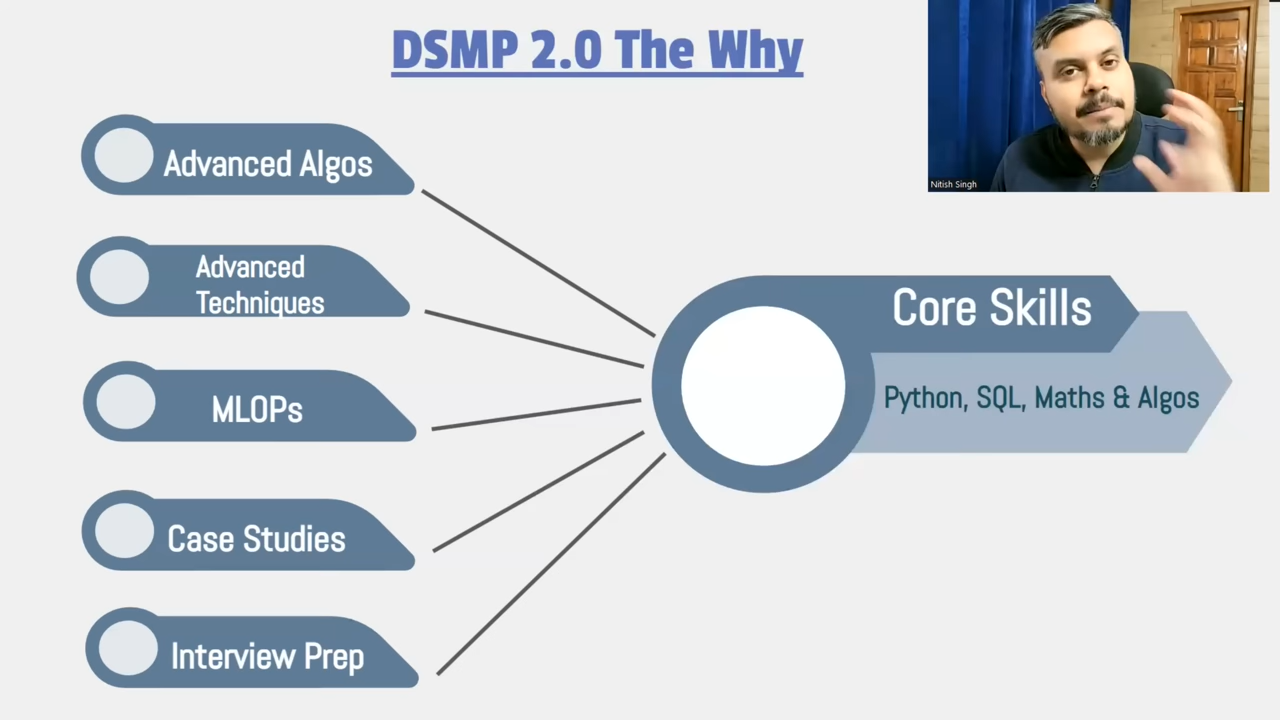 DSMP 2.0 The Why
Nitish Singh
Advanced Algos
Advanced
Techniques
MLOPs
Case Studies
Interview Prep
Core Skills
Python, SQL, Maths & Algos